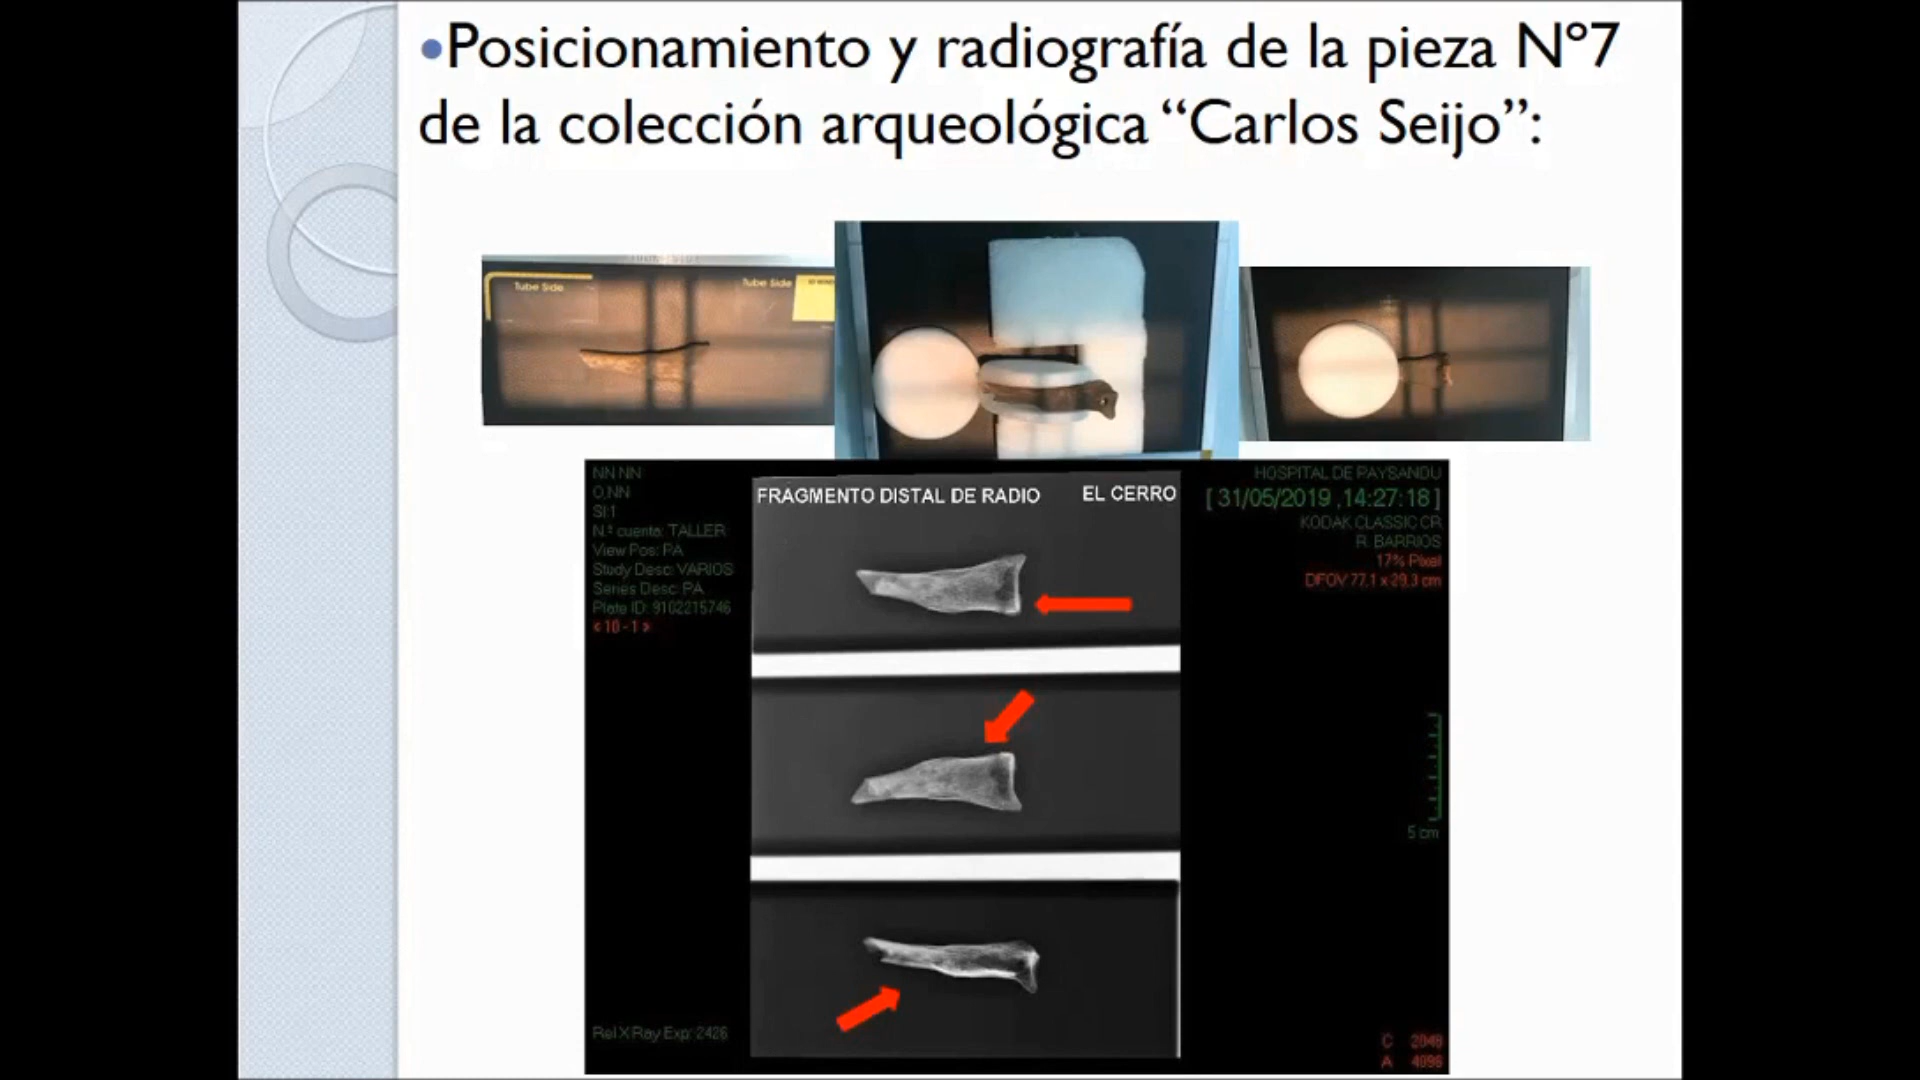 •Posicionamiento y radiografía de la pieza Nº7
de la colección arqueológica “Carlos Seijo”:
Tube Side
Tube Side
NN NN
O,NN
SI:1
N.º cuenta: TALLER
View Pos: PA
Study Desc: VARIOS
Series Desc: PA
Plate ID: 9102215746
< 10 - 1 >
FRAGMENTO DISTAL DE RADIO
EL CERRO
HOSPITAL DE PAYSANDU
[ 31/05/2019 ,14:27:18 ]
KODAK CLASSIC CR
R. BARRIOS
17% Pixel
DFOV 77.1 x 29.3 cm
5 cm
Rel X Ray Exp: 2426
C 2048
A 4096